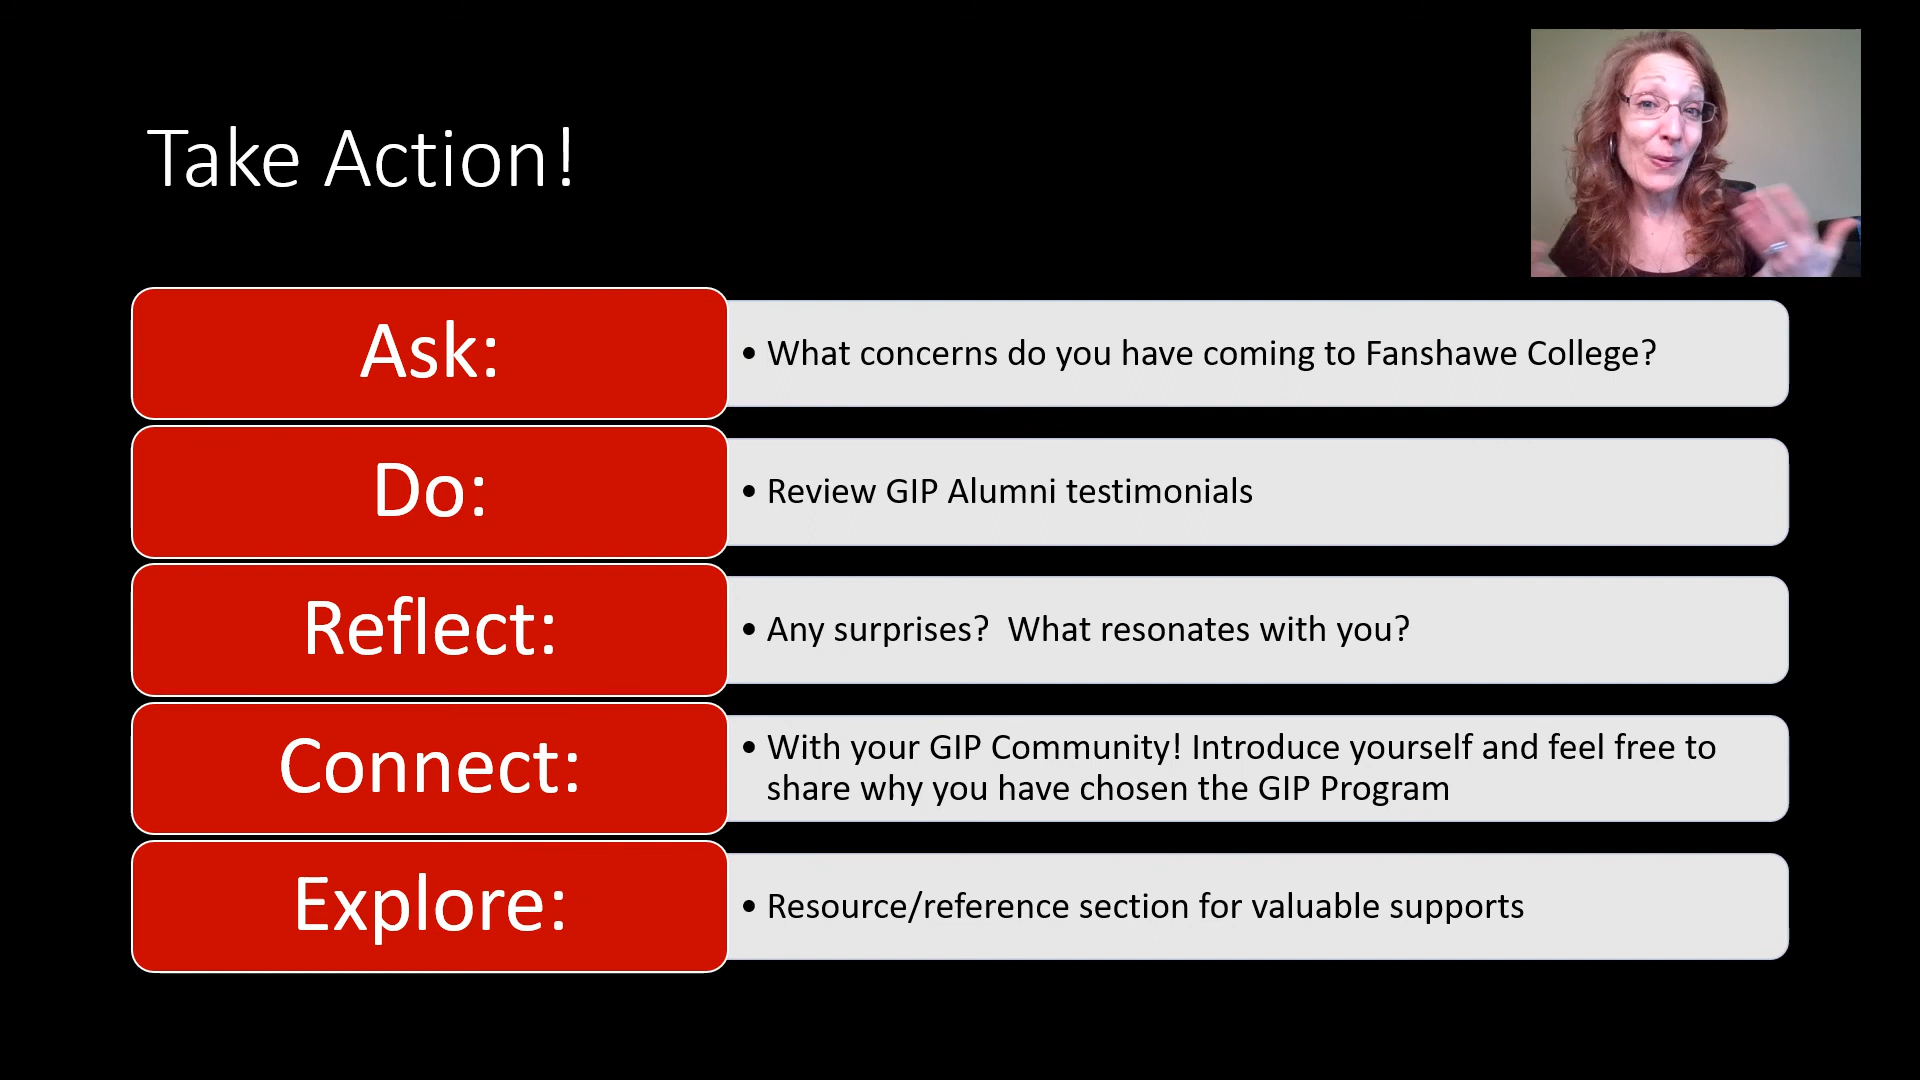 Take Action!
Ask:
• What concerns do you have coming to Fanshawe College?
Do:
• Review GIP Alumni testimonials
Reflect:
• Any surprises?  What resonates with you?
Connect:
• With your GIP Community! Introduce yourself and feel free to
share why you have chosen the GIP Program
Explore:
• Resource/reference section for valuable supports